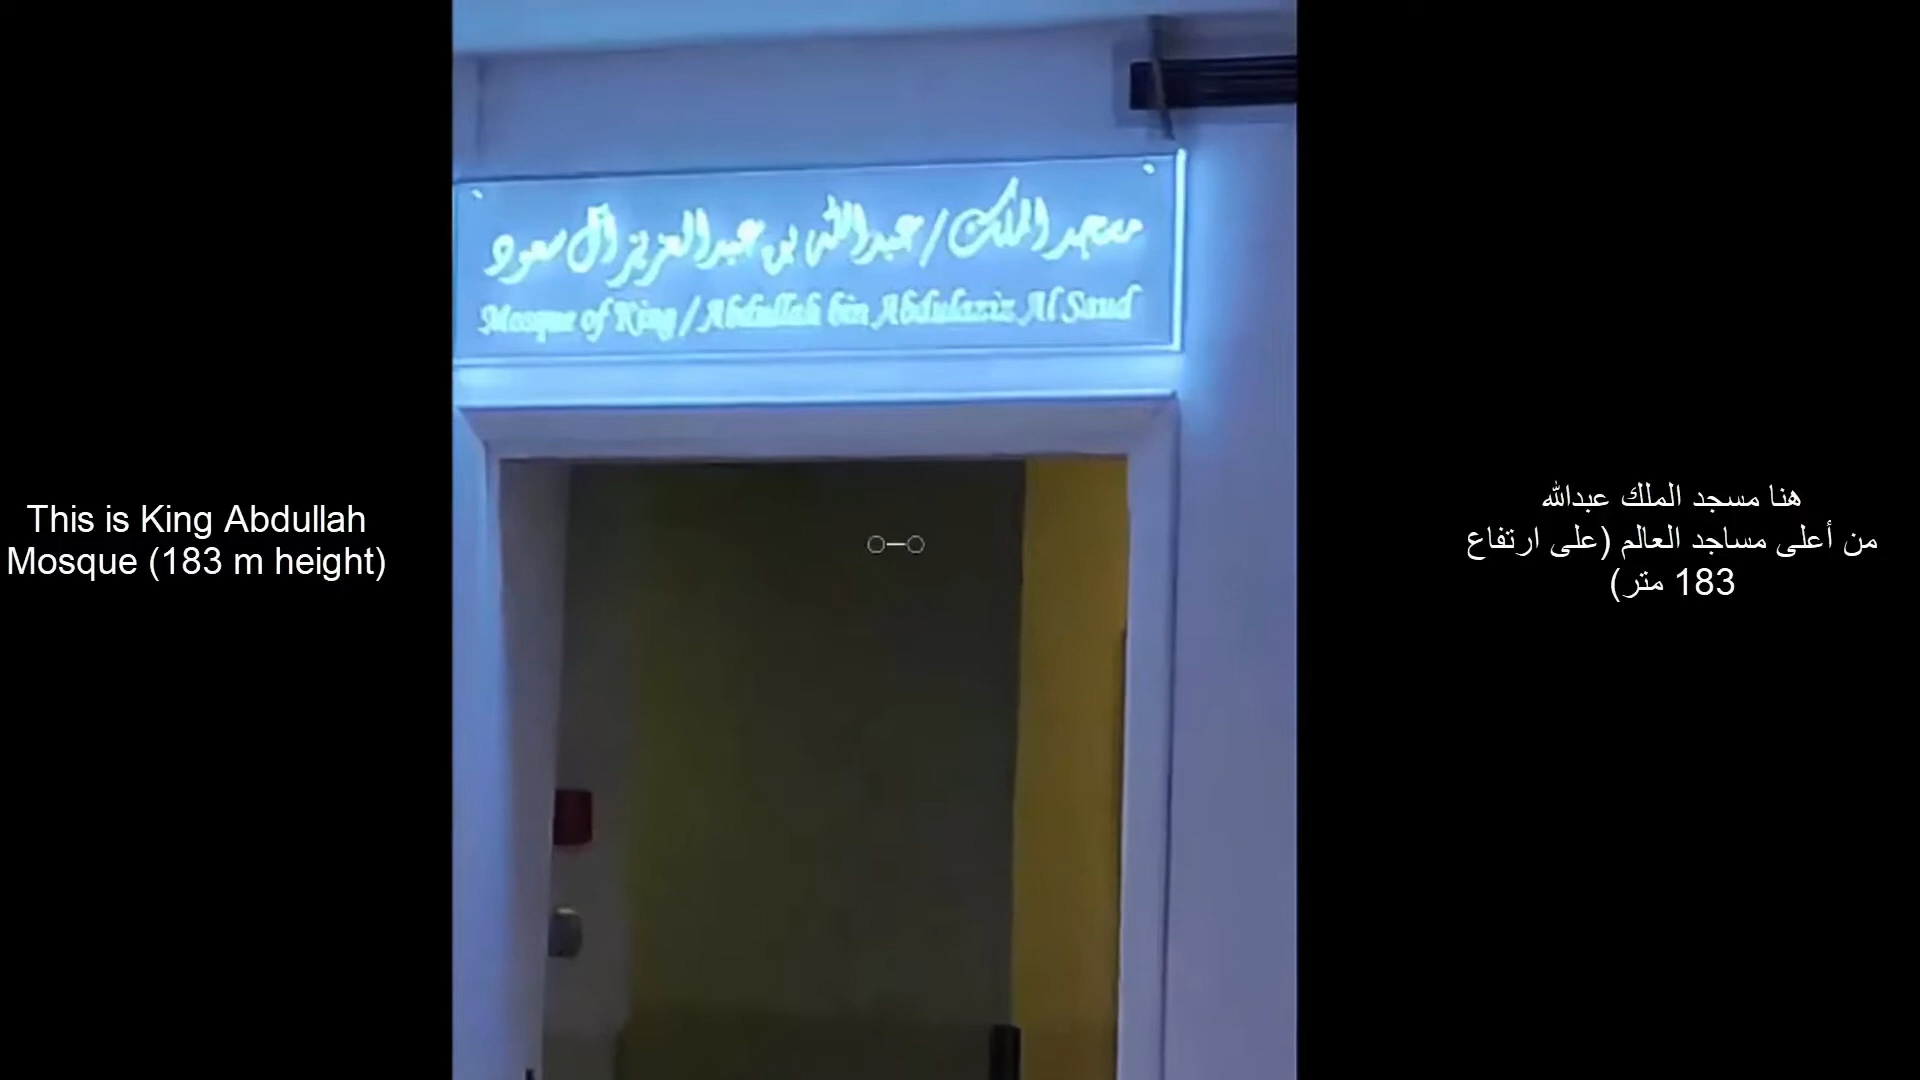 مسجد الملك / عبدالله بن عبدالعزيز آل سعود
Mosque of King / Abdullah bin Abdulaziz Al Saud
This is King Abdullah
Mosque (183 m height)
هنا مسجد الملك عبدالله
من أعلى مساجد العالم (على ارتفاع
183 متر)